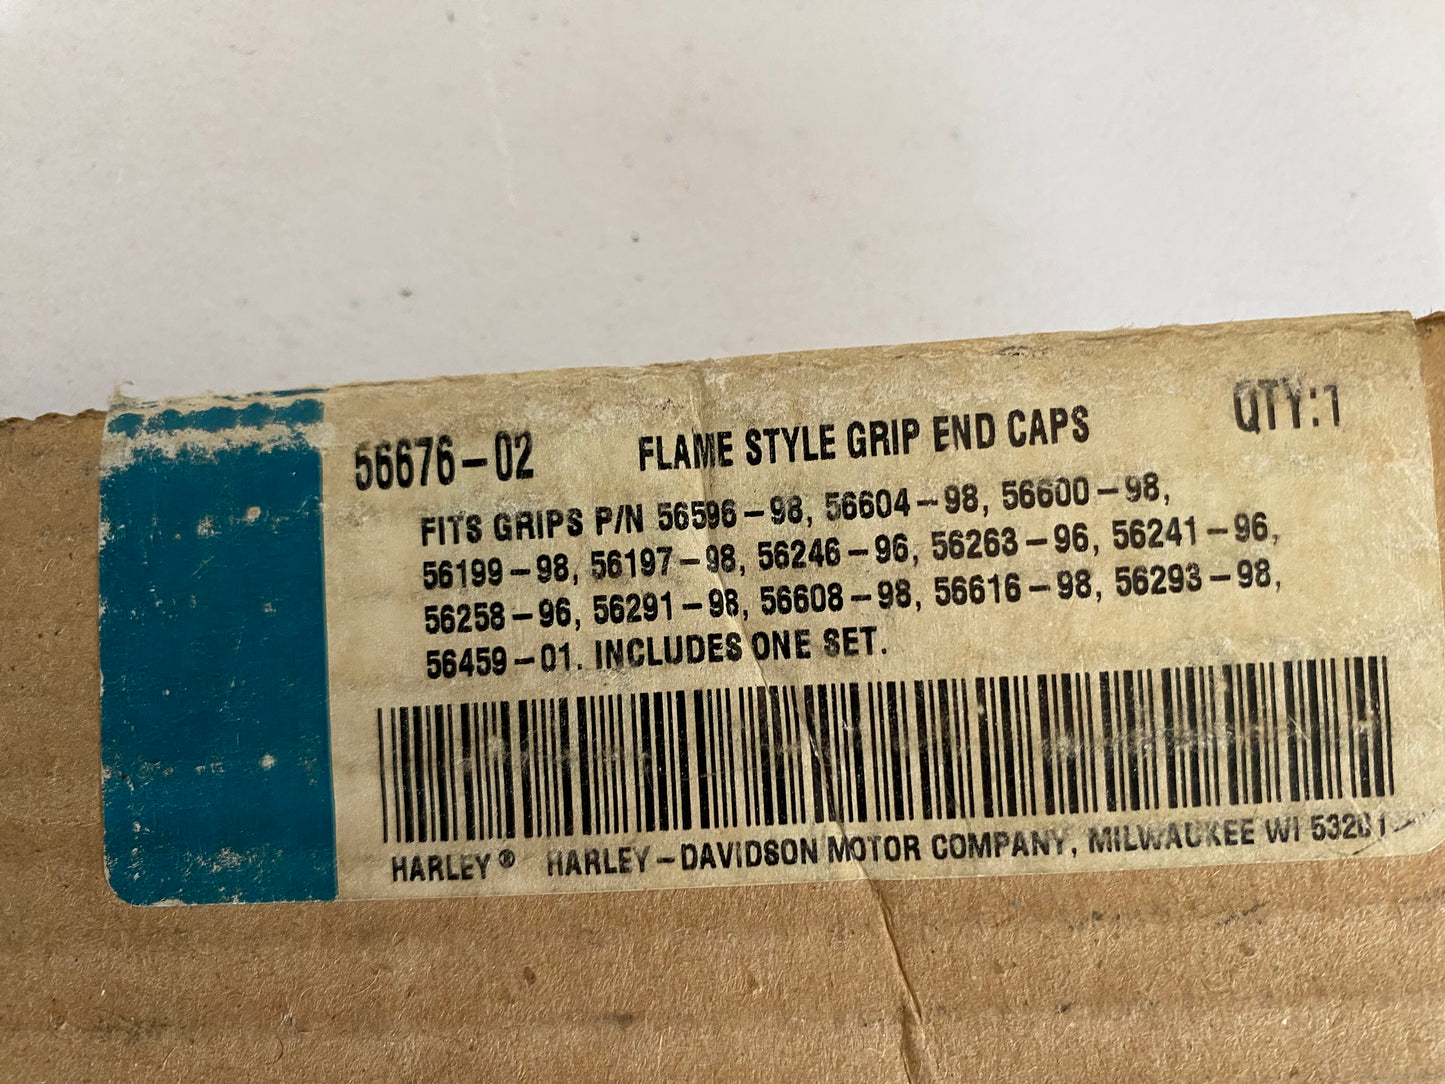 56676-02 FLAME STYLE GRIP END CAPS QTY:1
FITS GRIPS P/N 56596-98, 56604-98, 56600-98,
56199-98, 56197-98, 56246-96, 56263-96, 56241-96,
56258-96, 56291-98, 56608-98, 56616-98, 56293-98,
56459-01. INCLUDES ONE SET.
HARLEY® HARLEY-DAVIDSON MOTOR COMPANY, MILWAUKEE WI 53201